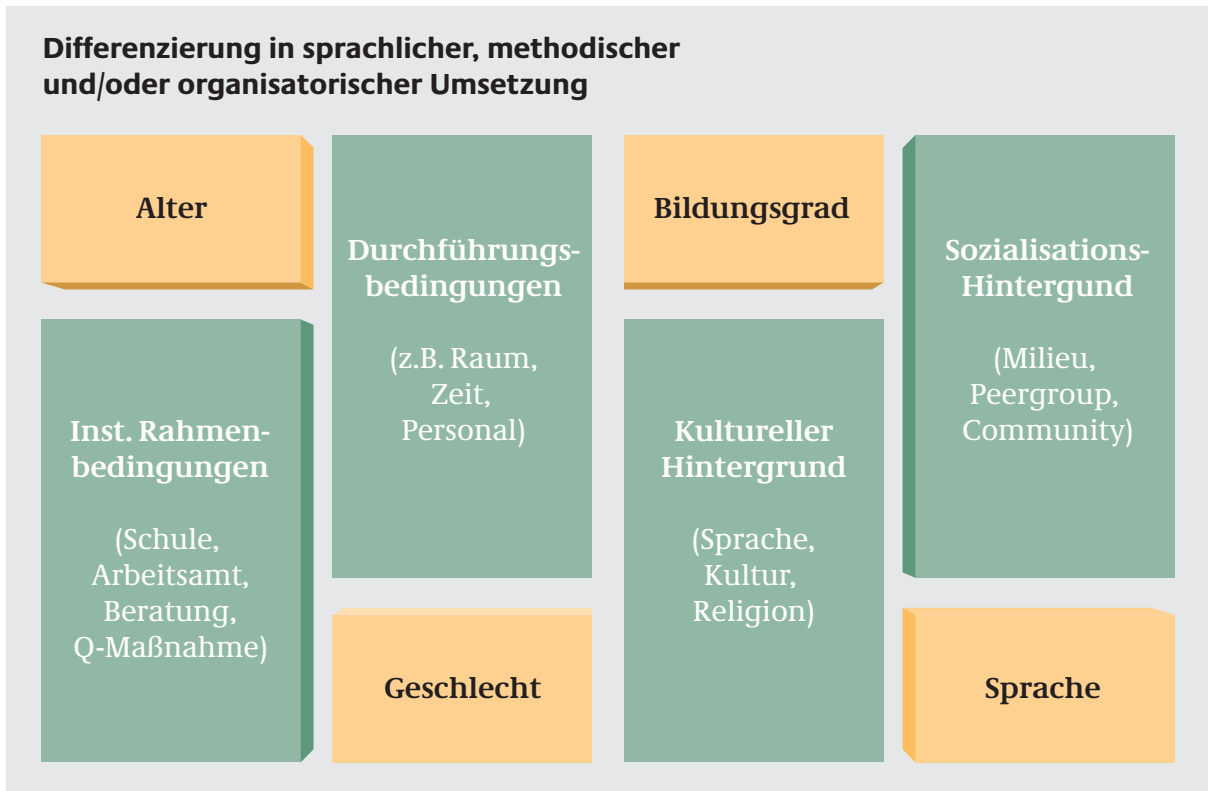 Differenzierung in sprachlicher, methodischer
und/oder organisatorischer Umsetzung
Alter
Inst. Rahmen-
bedingungen
(Schule,
Arbeitsamt,
Beratung,
Q-Maßnahme)
Durchführungs-
bedingungen
(z.B. Raum,
Zeit,
Personal)
Geschlecht
Bildungsgrad
Kultureller
Hintergrund
(Sprache,
Kultur,
Religion)
Sozialisations-
Hintergund
(Milieu,
Peergroup,
Community)
Sprache